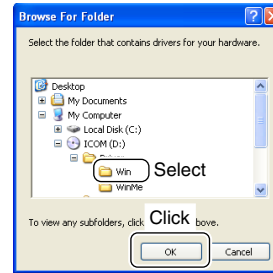 Browse For Folder
Select the folder that contains drivers for your hardware.
Desktop
My Documents
My Computer
Local Disk (C:)
ICOM (D:)
Win
Select
WinMe
To view any subfolders, click
Click
bove.
OK
Cancel